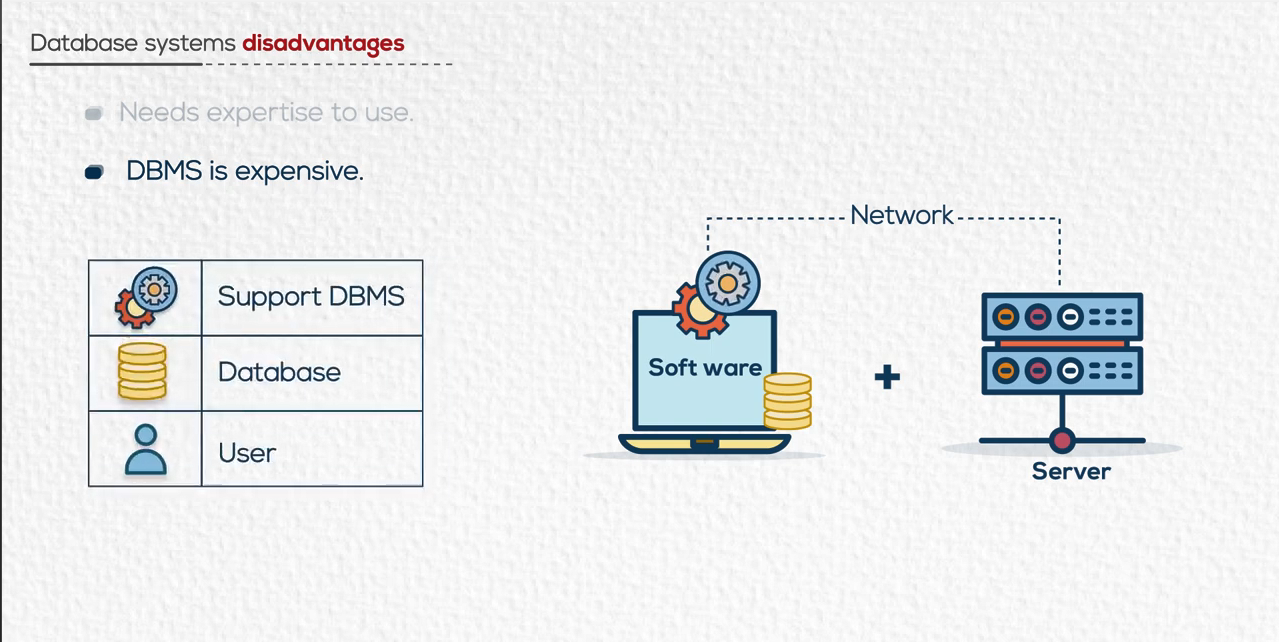 Database systems disadvantages
Needs expertise to use.
DBMS is expensive.
Support DBMS
Database
User
Network
Soft ware
Server